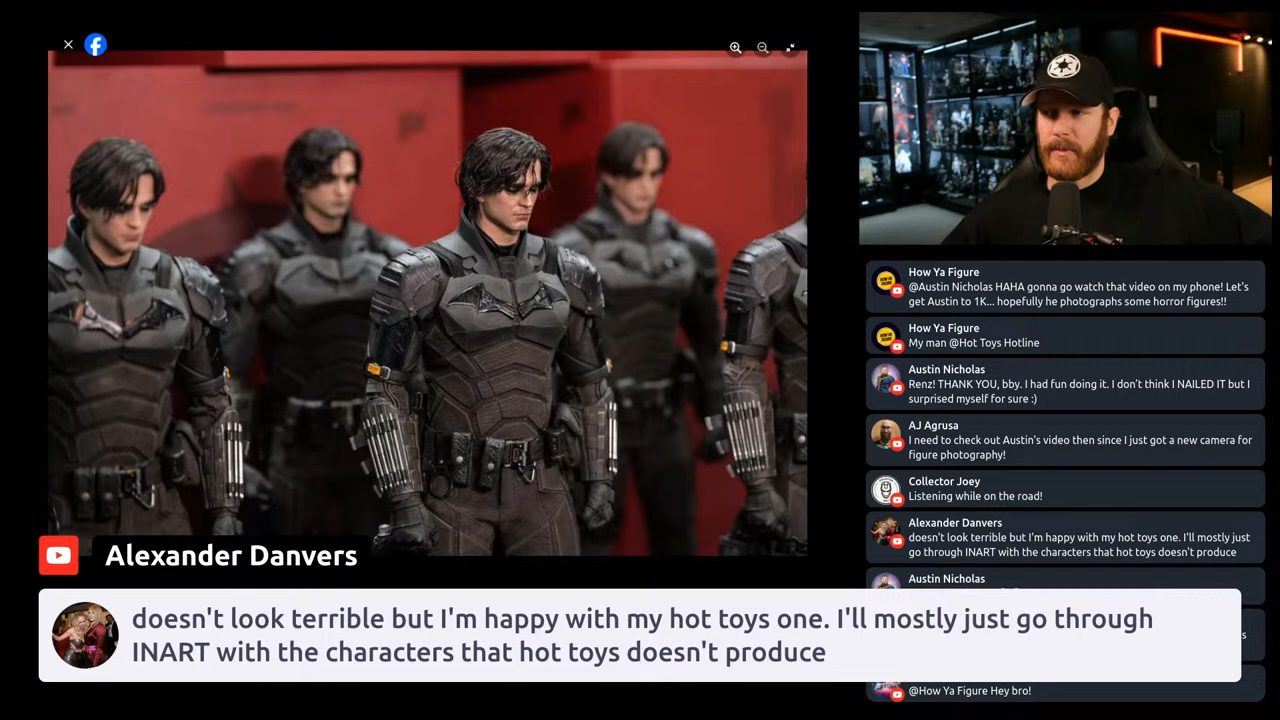 How Ya Figure
@Austin Nicholas HAHA gonna go watch that video on my phone! Let's
get Austin to 1K... hopefully he photographs some horror figures!!
How Ya Figure
My man @Hot Toys Hotline
Austin Nicholas
Renz! THANK YOU, bby. I had fun doing it. I don't think I NAILED IT but I
surprised myself for sure :)
AJ Agrusa
I need to check out Austin's video then since I just got a new camera for
figure photography!
Collector Joey
Listening while on the road!
Alexander Danvers
doesn't look terrible but I'm happy with my hot toys one. I'll mostly just
go through INART with the characters that hot toys doesn't produce
Austin Nicholas
@How Ya Figure Hey bro!
Alexander Danvers
doesn't look terrible but I'm happy with my hot toys one. I'll mostly just go through
INART with the characters that hot toys doesn't produce